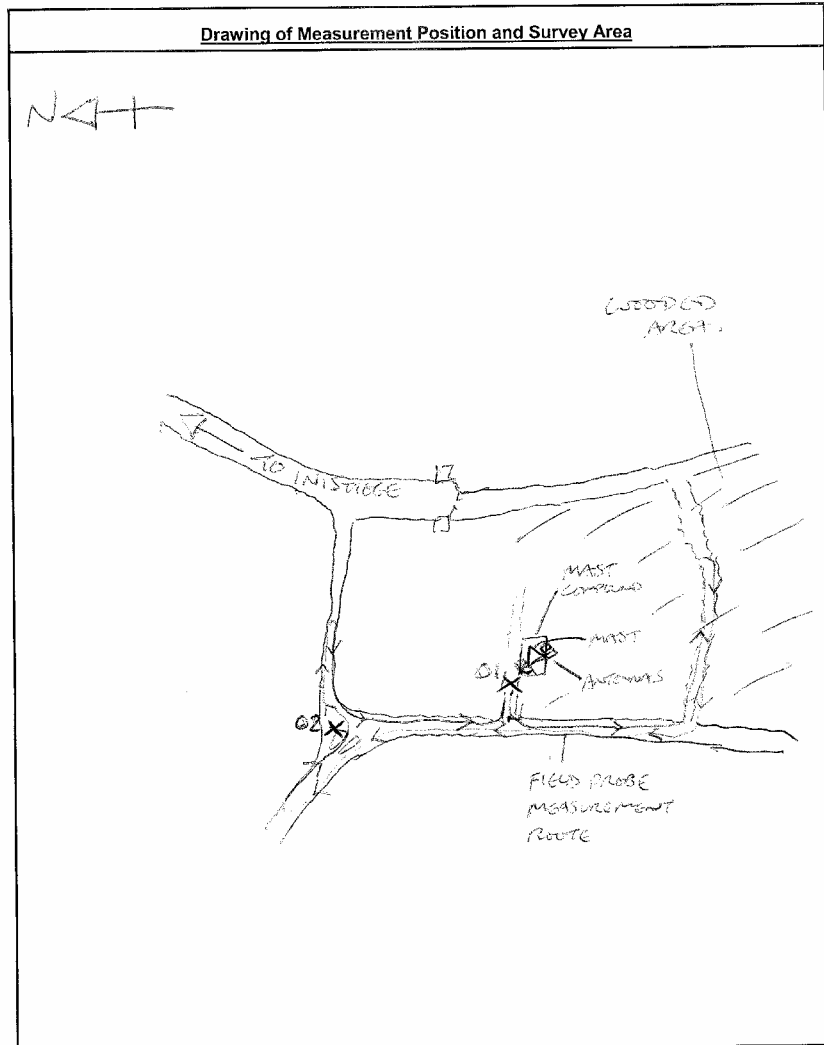 Drawing of Measurement Position and Survey Area
N
WOODED
AREA.
TO INISTIEGE
MAST
COMPOUND
MAST
01
ANTENNAS
02
FIELD PROBE
MEASUREMENT
ROUTE